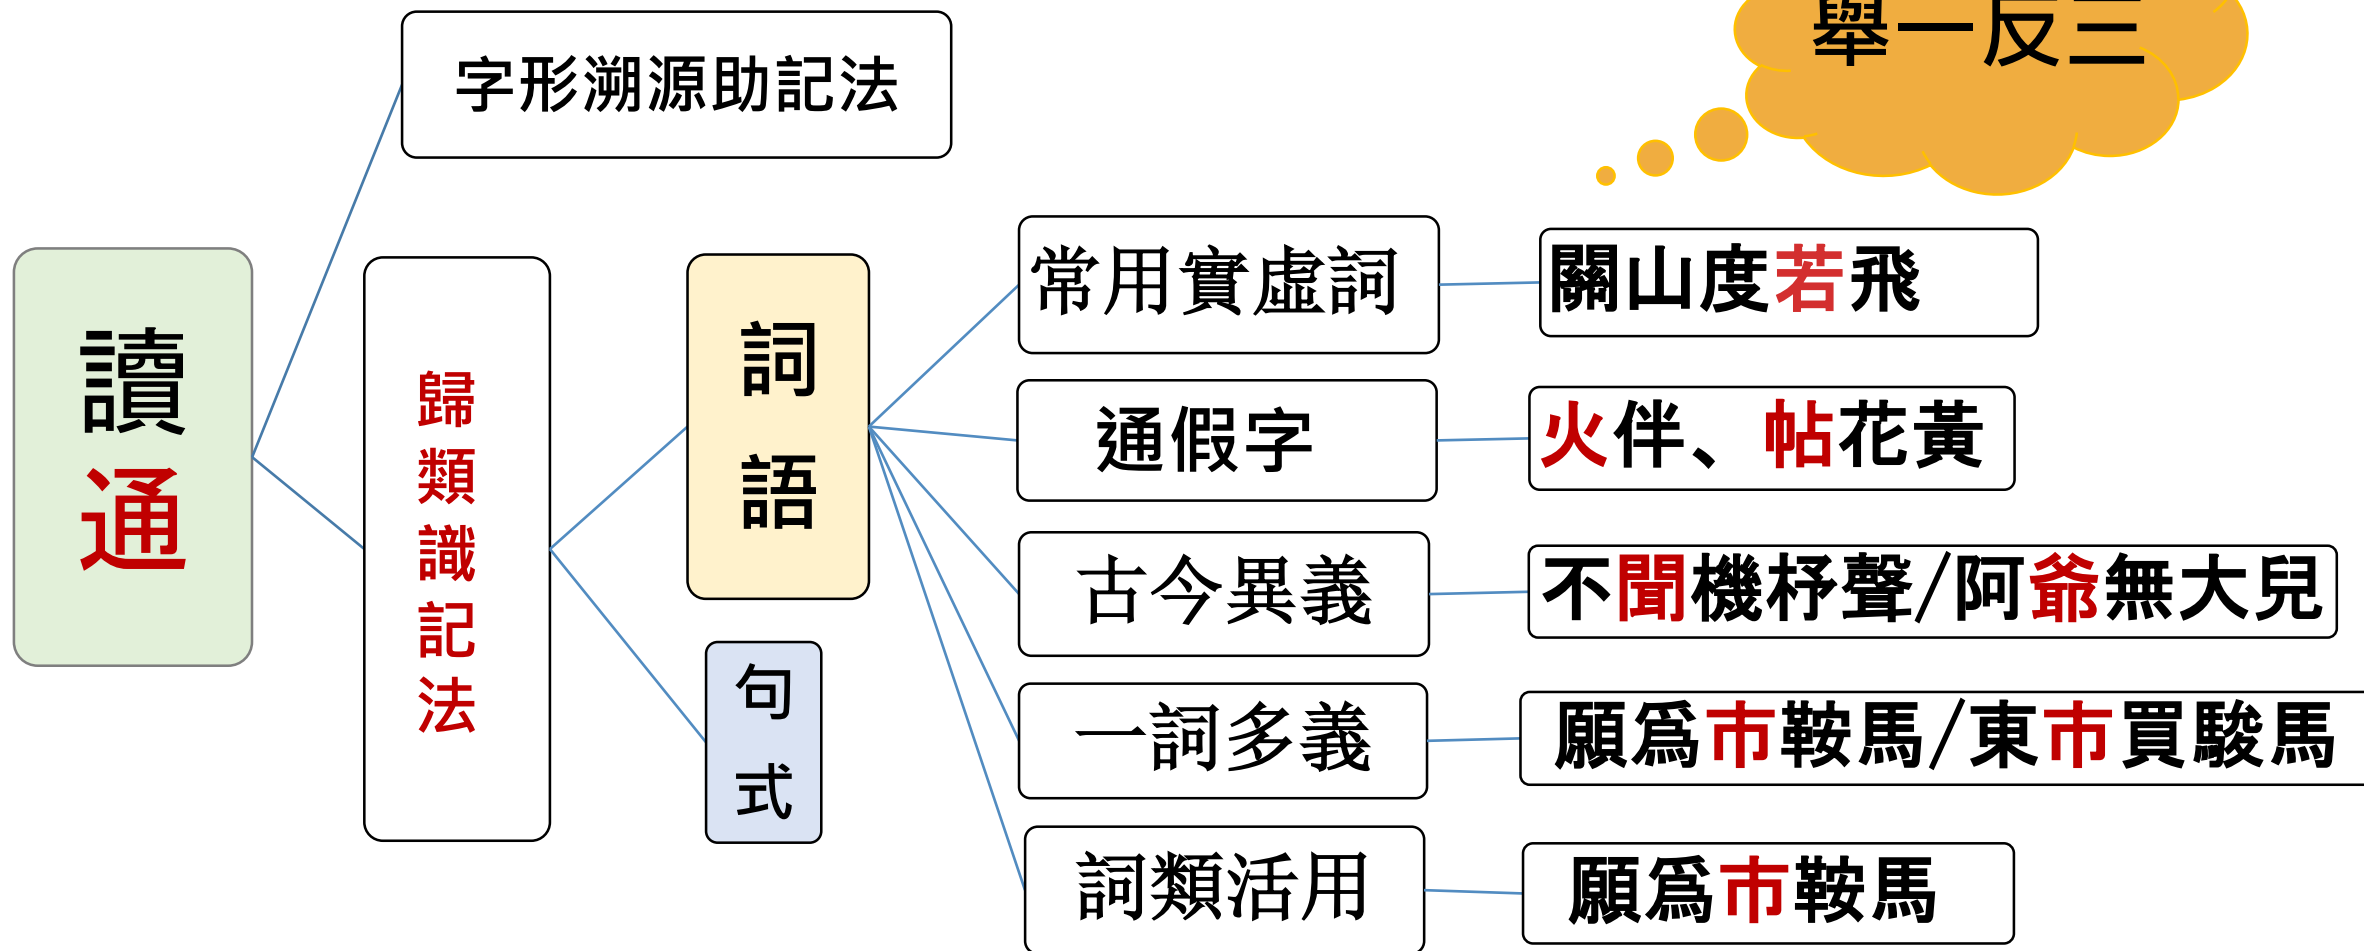 舉一反三
字形溯源助記法
讀通
歸類識記法
詞語
句式
常用實虛詞
關山度若飛
通假字
火伴、帖花黃
古今異義
不聞機杼聲/阿爺無大兒
一詞多義
願爲市鞍馬/東市買駿馬
詞類活用
願爲市鞍馬